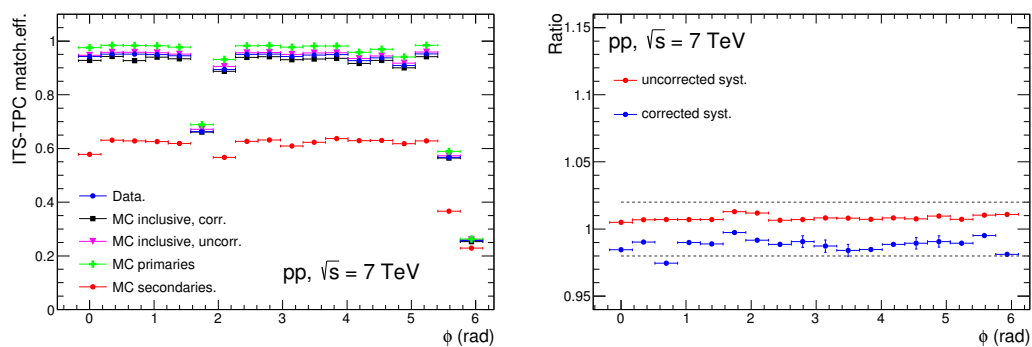 ITS-TPC match.eff.
1
0.8
0.6
0.4
0.2
0
Data.
MC inclusive, corr.
MC inclusive, uncorr.
MC primaries
MC secondaries.
pp, √s = 7 TeV
0 1 2 3 4 5 6
ϕ (rad)
Ratio
1.15
1.1
1.05
1
0.95
pp, √s = 7 TeV
uncorrected syst.
corrected syst.
0 1 2 3 4 5 6
ϕ (rad)